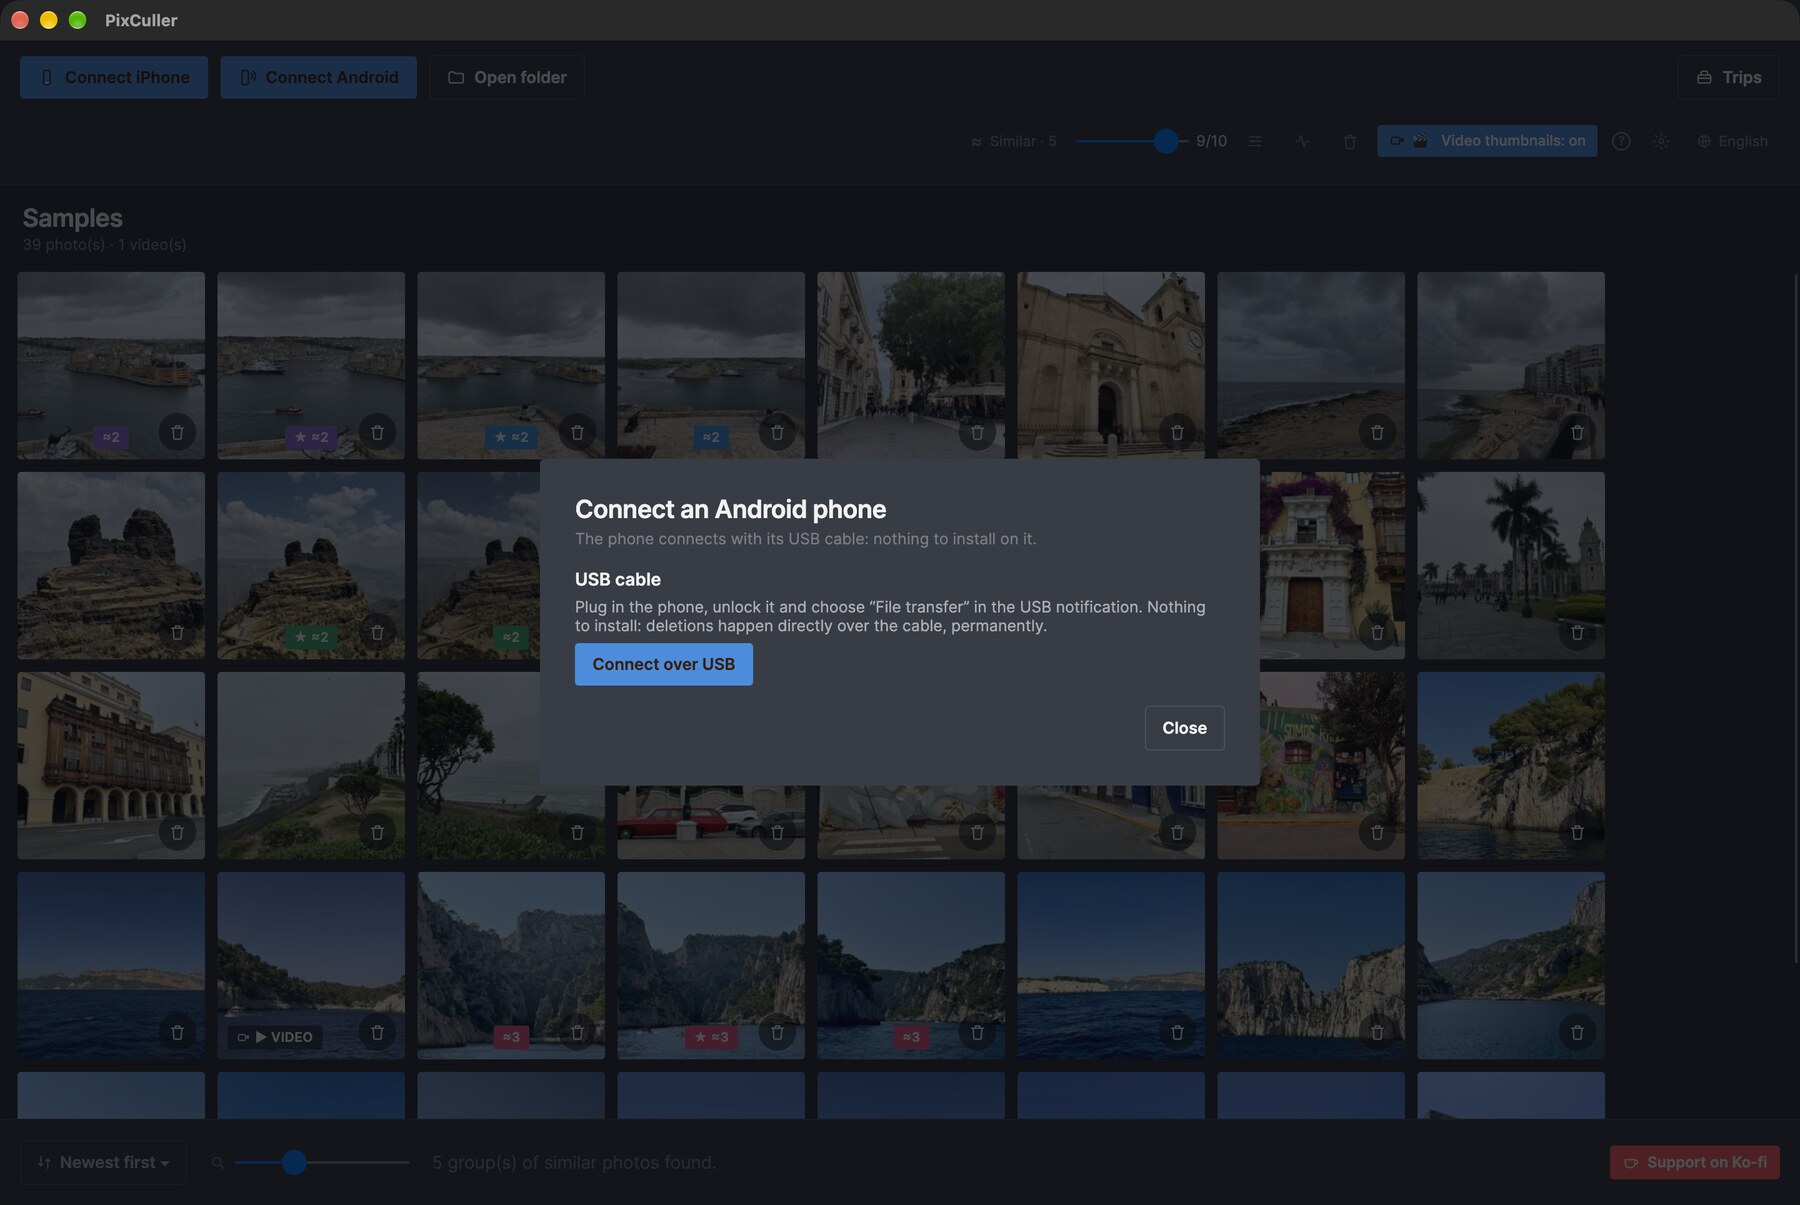 PixCuller
Connect iPhone
Connect Android
Open folder
Trips
≈ Similar · 5
9/10
Video thumbnails: on
?
English
Samples
39 photo(s) · 1 video(s)
≈2
★ ≈2
★ ≈2
≈2
★ ≈2
≈2
Connect an Android phone
The phone connects with its USB cable: nothing to install on it.
USB cable
Plug in the phone, unlock it and choose “File transfer” in the USB notification. Nothing
to install: deletions happen directly over the cable, permanently.
Connect over USB
Close
SOMOS
▶ VIDEO
≈3
★ ≈3
≈3
Newest first
5 group(s) of similar photos found.
Support on Ko-fi